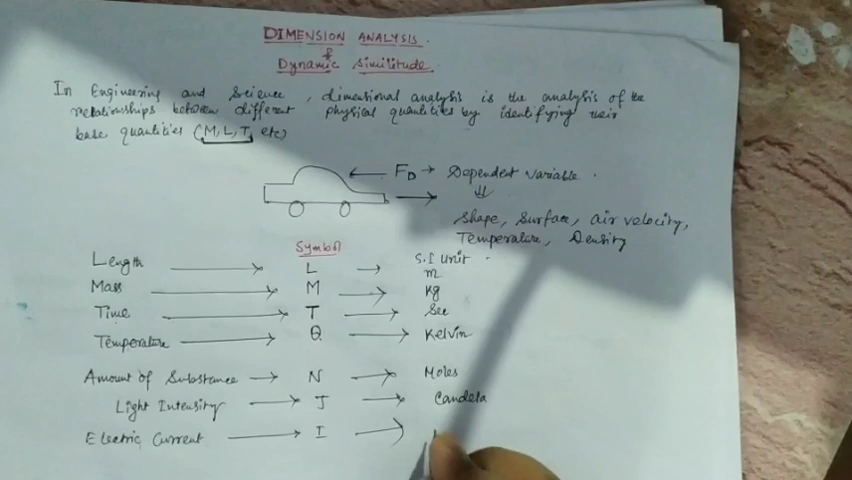 DIMENSION ANALYSIS.
&
Dynamic Similitude.
In Engineering and Science, dimensional analysis is the analysis of the
relationships between different physical quantities by identifying their
base quantities (M, L, T, etc)
F_D → Dependent variable.
⇓
Shape, Surface, air velocity,
Temperature, Density
Symbol S.I Unit
Length → L → m
Mass → M → kg
Time → T → Sec
Temperature → θ → Kelvin
Amount of Substance → N → Moles
Light Intensity → J → Candela
Electric Current → I →